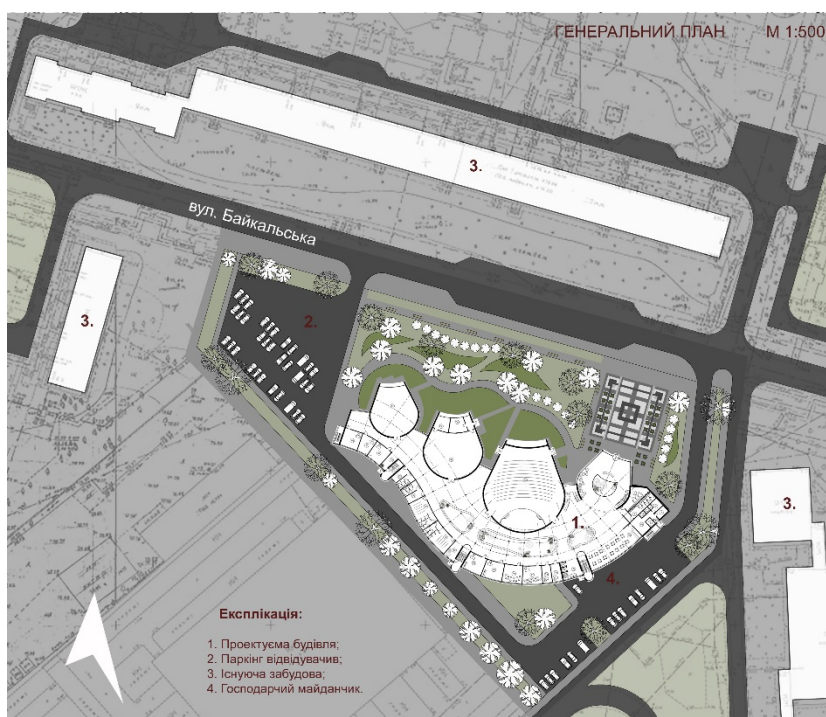 ГЕНЕРАЛЬНИЙ ПЛАН М 1:500
3.
вул. Байкальська
3.
2.
3.
1.
4.
Експлікація:
1. Проектуєма будівля;
2. Паркінг відвідувачив;
3. Існуюча забудова;
4. Господарчий майданчик.